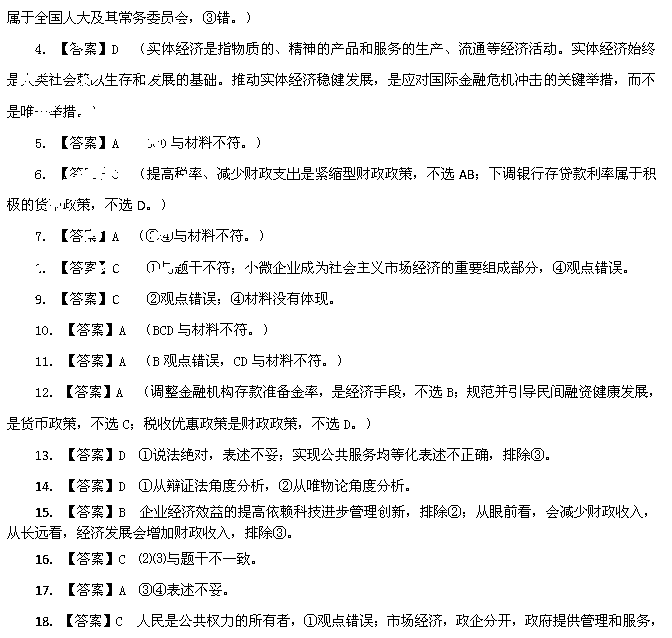 属于全国人大及其常务委员会，③错。）
4. 【答案】D （实体经济是指物质的、精神的产品和服务的生产、流通等经济活动。实体经济始终
是人类社会赖以生存和发展的基础。推动实体经济稳健发展，是应对国际金融危机冲击的关键举措，而不
是唯一举措。）
5. 【答案】A 与材料不符。）
6. 【答案】C （提高税率、减少财政支出是紧缩型财政政策，不选 AB；下调银行存贷款利率属于积
极的货币政策，不选 D。）
7. 【答案】A 与材料不符。）
【答案】C ①与题干不符；小微企业成为社会主义市场经济的重要组成部分，④观点错误。
9. 【答案】C ②观点错误；④材料没有体现。
10. 【答案】A （BCD 与材料不符。）
11. 【答案】A （B 观点错误，CD 与材料不符。）
12. 【答案】A （调整金融机构存款准备金率，是经济手段，不选 B；规范并引导民间融资健康发展，
是货币政策，不选 C；税收优惠政策是财政政策，不选 D。）
13. 【答案】D ①说法绝对，表述不妥；实现公共服务均等化表述不正确，排除③。
14. 【答案】D ①从辩证法角度分析，②从唯物论角度分析。
15. 【答案】B 企业经济效益的提高依赖科技进步管理创新，排除②；从眼前看，会减少财政收入，
从长远看，经济发展会增加财政收入，排除③。
16. 【答案】C ⑵⑶与题干不一致。
17. 【答案】A ③④表述不妥。
18. 【答案】C 人民是公共权力的所有者，①观点错误；市场经济，政企分开，政府提供管理和服务，